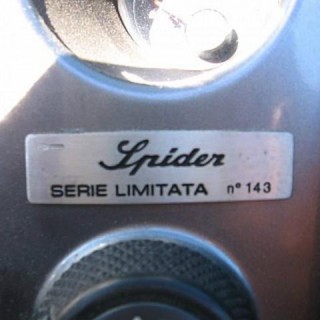 Spider
SERIE LIMITATA nº 143